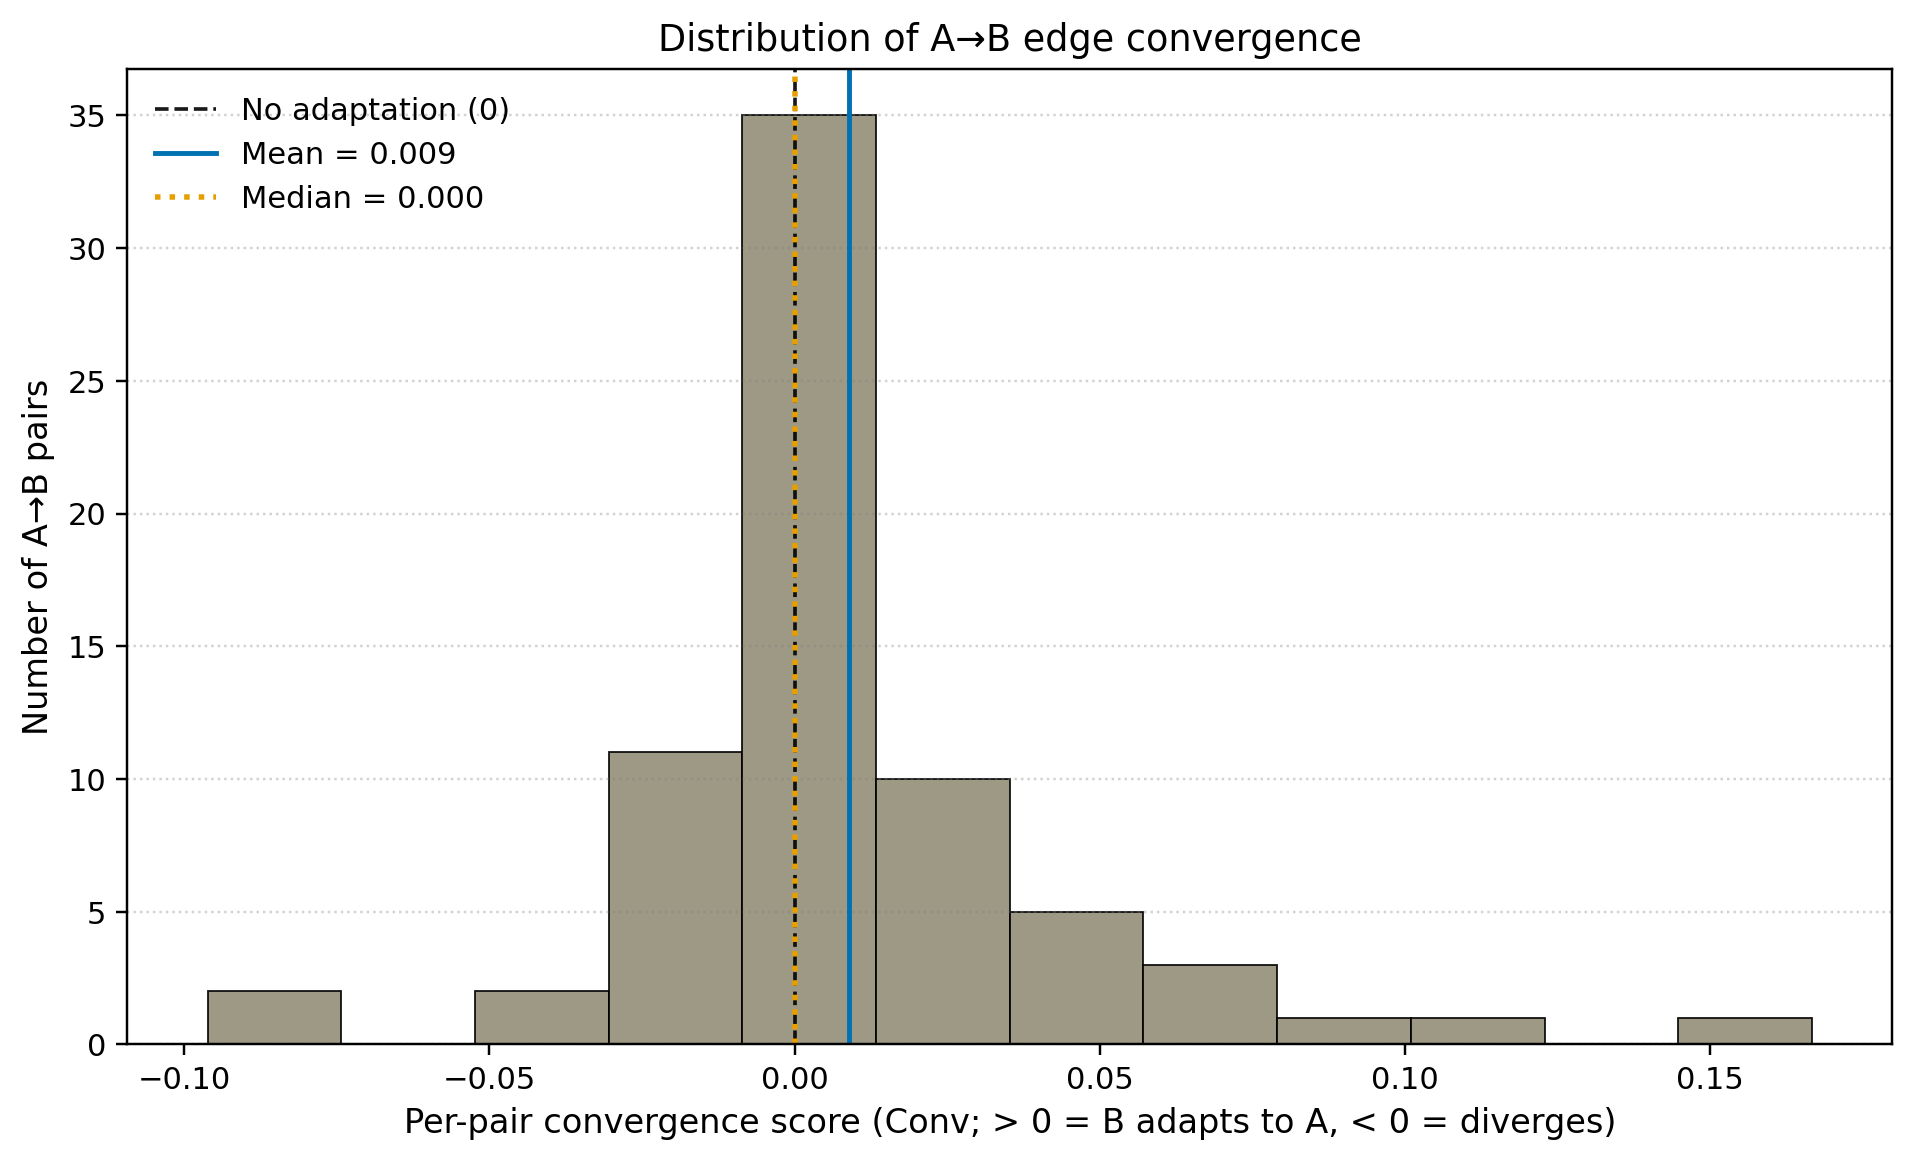 Distribution of A→B edge convergence
No adaptation (0)
Mean = 0.009
Median = 0.000
Number of A→B pairs
35
30
25
20
15
10
5
0
−0.10
−0.05
0.00
0.05
0.10
0.15
Per-pair convergence score (Conv; > 0 = B adapts to A, < 0 = diverges)